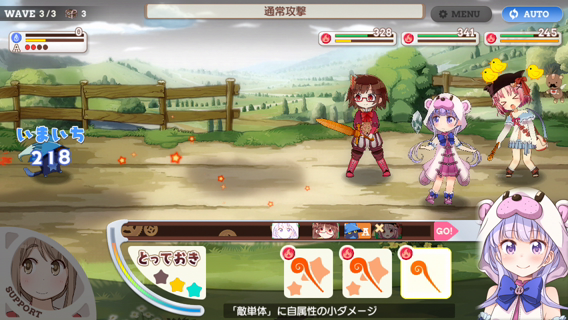 WAVE 3/3 3
通常攻撃
MENU
AUTO
0
A
328
341
245
いまいち
218
GO!
A
とっておき
SUPPORT
「敵単体」に自属性の小ダメージ